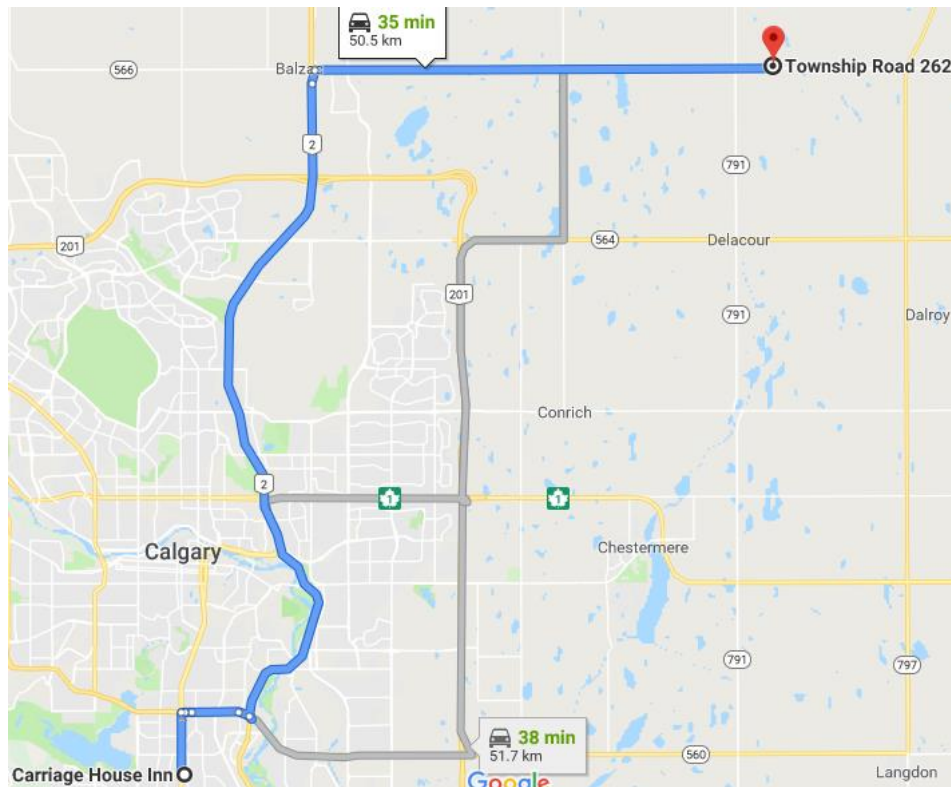 35 min
50.5 km
566
Balzac
Township Road 262
2
791
201
564
Delacour
201
791
Dalroy
Conrich
2
1
1
Calgary
Chestermere
791
797
38 min
51.7 km
560
Carriage House Inn
Google
Langdon